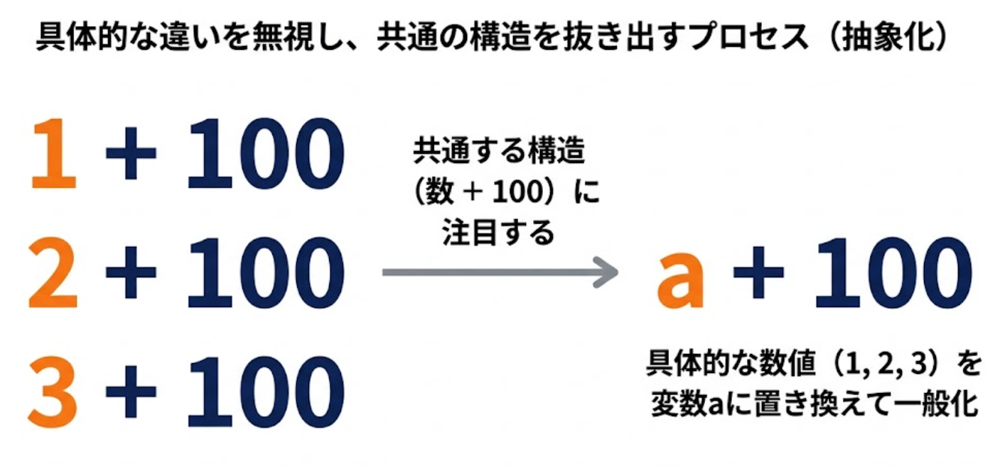 具体的な違いを無視し、共通の構造を抜き出すプロセス（抽象化）
1 + 100
2 + 100
3 + 100
共通する構造
（数 + 100）に
注目する
a + 100
具体的な数値（1, 2, 3）を
変数aに置き換えて一般化